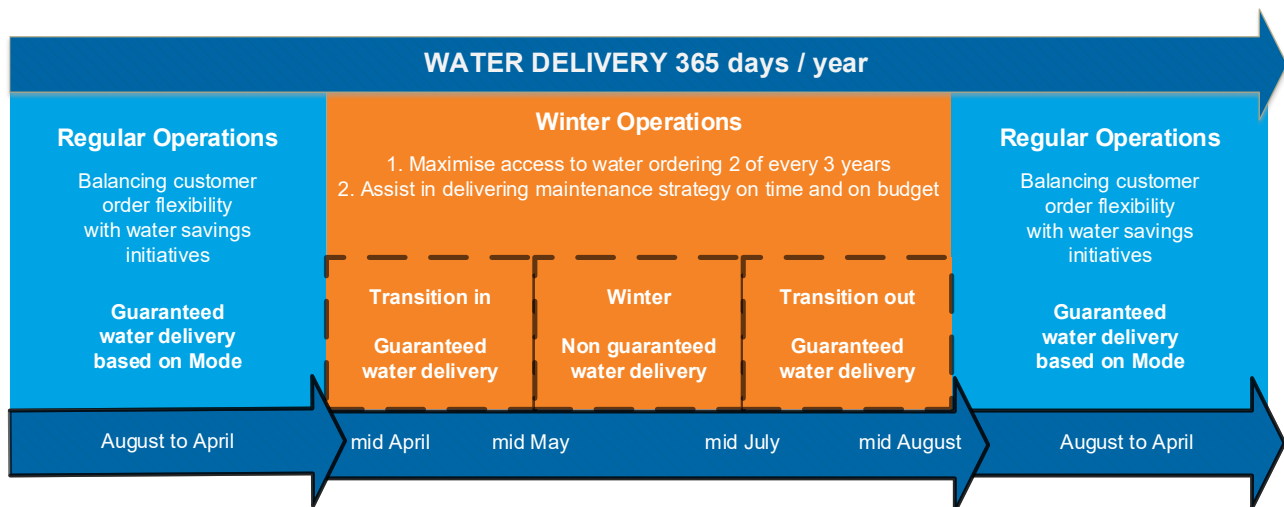 WATER DELIVERY 365 days / year
Regular Operations
Balancing customer
order flexibility
with water savings
initiatives
Guaranteed
water delivery
based on Mode
Winter Operations
1. Maximise access to water ordering 2 of every 3 years
2. Assist in delivering maintenance strategy on time and on budget
Transition in
Guaranteed
water delivery
Winter
Non guaranteed
water delivery
Transition out
Guaranteed
water delivery
Regular Operations
Balancing customer
order flexibility
with water savings
initiatives
Guaranteed
water delivery
based on Mode
August to April
mid April
mid May
mid July
mid August
August to April